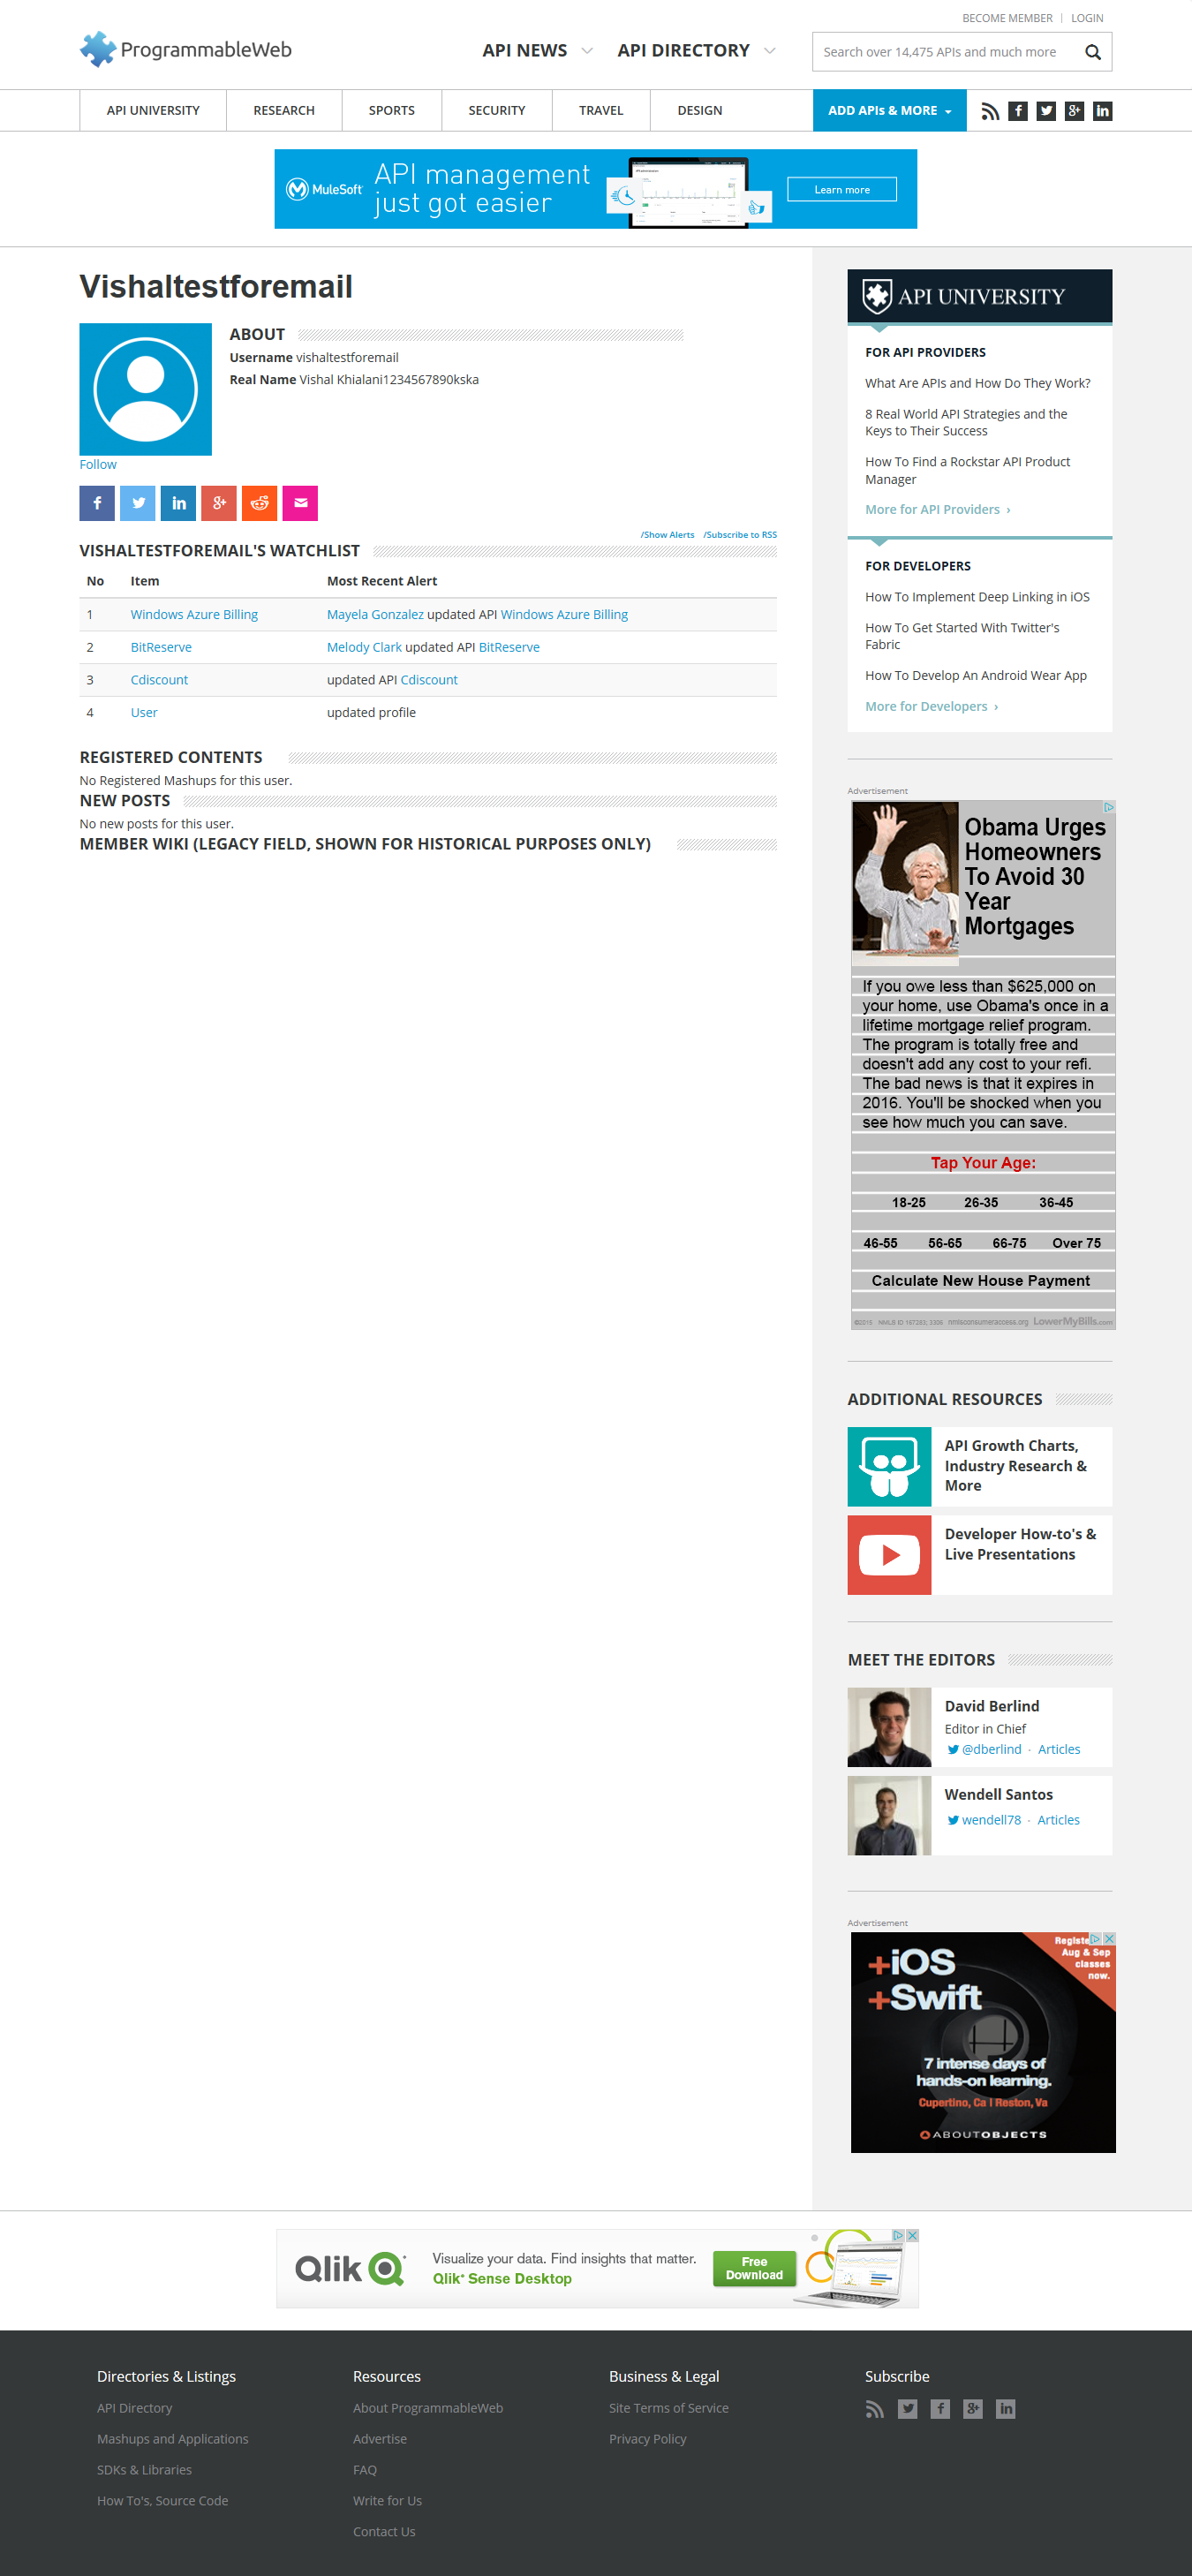 BECOME MEMBER | LOGIN
ProgrammableWeb
API NEWS
API DIRECTORY
Search over 14,475 APIs and much more
API UNIVERSITY
RESEARCH
SPORTS
SECURITY
TRAVEL
DESIGN
ADD APIs & MORE
MuleSoft
API management
just got easier
Learn more
Vishaltestforemail
ABOUT
Username vishaltestforemail
Real Name Vishal Khialani1234567890kska
Follow
/Show Alerts /Subscribe to RSS
VISHALTESTFOREMAIL'S WATCHLIST
No Item Most Recent Alert
1 Windows Azure Billing Mayela Gonzalez updated API Windows Azure Billing
2 BitReserve Melody Clark updated API BitReserve
3 Cdiscount updated API Cdiscount
4 User updated profile
REGISTERED CONTENTS
No Registered Mashups for this user.
NEW POSTS
No new posts for this user.
MEMBER WIKI (LEGACY FIELD, SHOWN FOR HISTORICAL PURPOSES ONLY)
API UNIVERSITY
FOR API PROVIDERS
What Are APIs and How Do They Work?
8 Real World API Strategies and the
Keys to Their Success
How To Find a Rockstar API Product
Manager
More for API Providers ›
FOR DEVELOPERS
How To Implement Deep Linking in iOS
How To Get Started With Twitter's
Fabric
How To Develop An Android Wear App
More for Developers ›
Advertisement
Obama Urges
Homeowners
To Avoid 30
Year
Mortgages
If you owe less than $625,000 on
your home, use Obama's once in a
lifetime mortgage relief program.
The program is totally free and
doesn't add any cost to your refi.
The bad news is that it expires in
2016. You'll be shocked when you
see how much you can save.
Tap Your Age:
18-25 26-35 36-45
46-55 56-65 66-75 Over 75
Calculate New House Payment
©2015 NMLS ID 167283; 3306 nmlsconsumeraccess.org LowerMyBills.com
ADDITIONAL RESOURCES
API Growth Charts,
Industry Research &
More
Developer How-to's &
Live Presentations
MEET THE EDITORS
David Berlind
Editor in Chief
@dberlind · Articles
Wendell Santos
wendell78 · Articles
Advertisement
+iOS
+Swift
Register
Aug & Sep
classes
now.
7 intense days of
hands-on learning.
Cupertino, Ca | Reston, Va
ABOUTOBJECTS
Qlik
Visualize your data. Find insights that matter.
Qlik® Sense Desktop
Free
Download
Directories & Listings
API Directory
Mashups and Applications
SDKs & Libraries
How To's, Source Code
Resources
About ProgrammableWeb
Advertise
FAQ
Write for Us
Contact Us
Business & Legal
Site Terms of Service
Privacy Policy
Subscribe